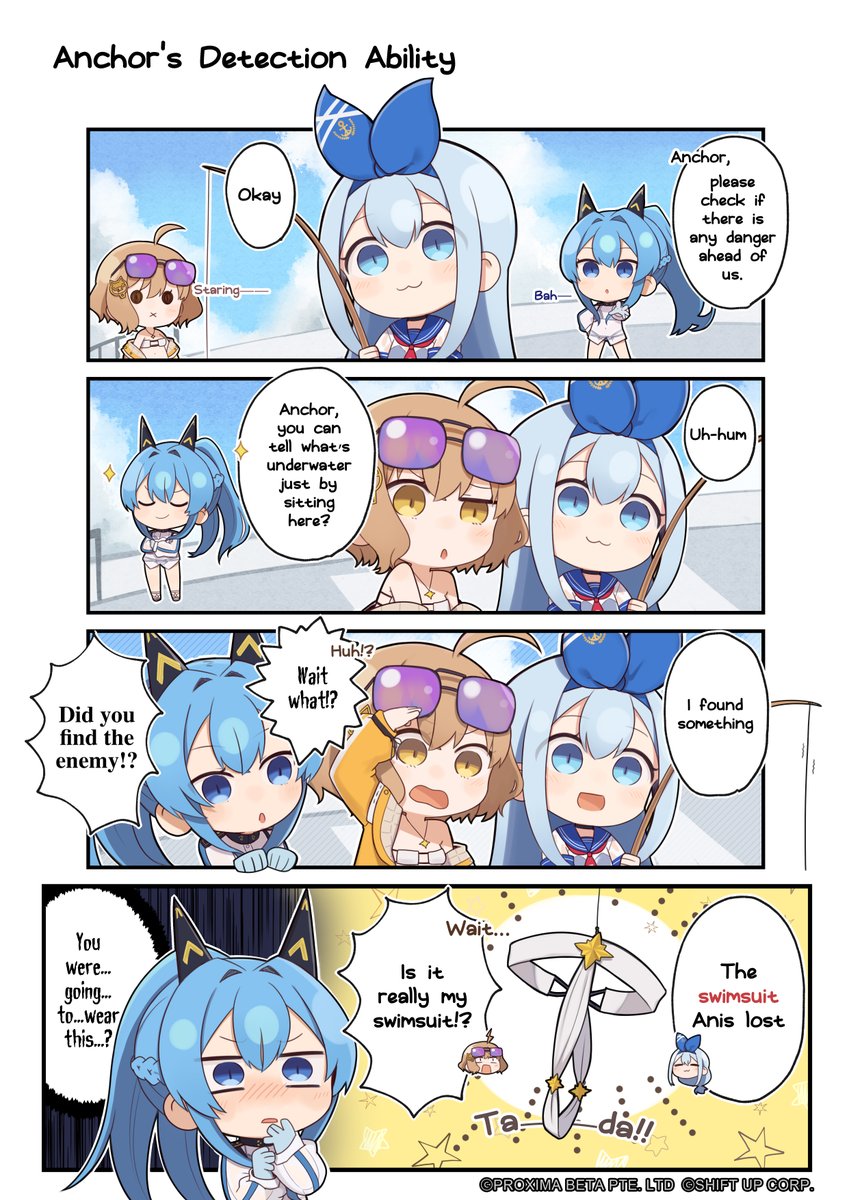 Anchor's Detection Ability
Anchor,
please
check if
there is
any danger
ahead of
us.
Bah—
Okay
Staring——
Anchor,
you can
tell what's
underwater
just by
sitting
here?
Uh-hum
Did you
find the
enemy!?
Huh!?
Wait
what!?
I found
something
You
were...
going
to...wear
this...?
Wait...
Is it
really my
swimsuit!?
The
swimsuit
Anis lost
Ta——da!!
©PROXIMA BETA PTE. LTD ©SHIFT UP CORP.